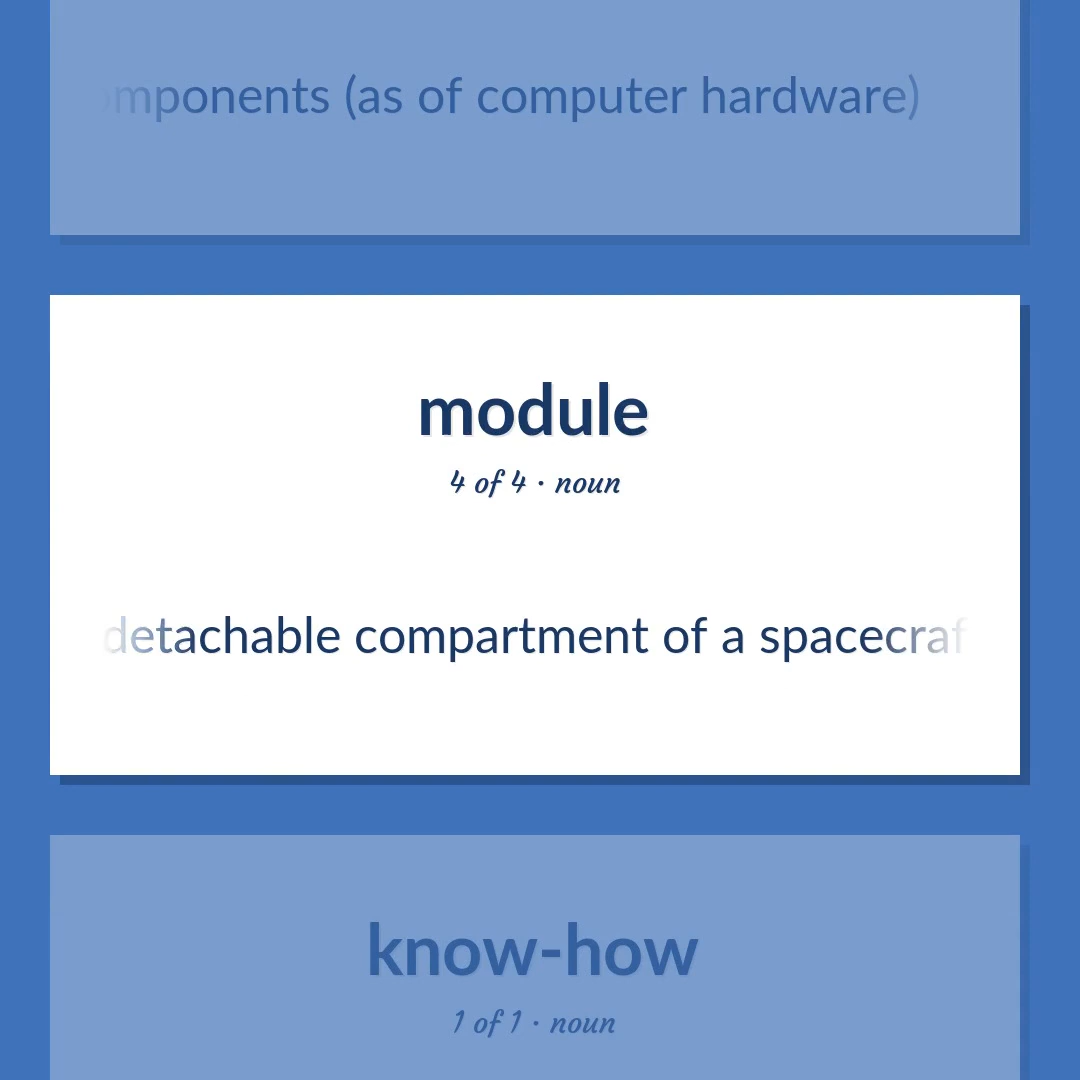 mponents (as of computer hardware)
module
4 of 4 · noun
detachable compartment of a spacecraf
know-how
1 of 1 · noun